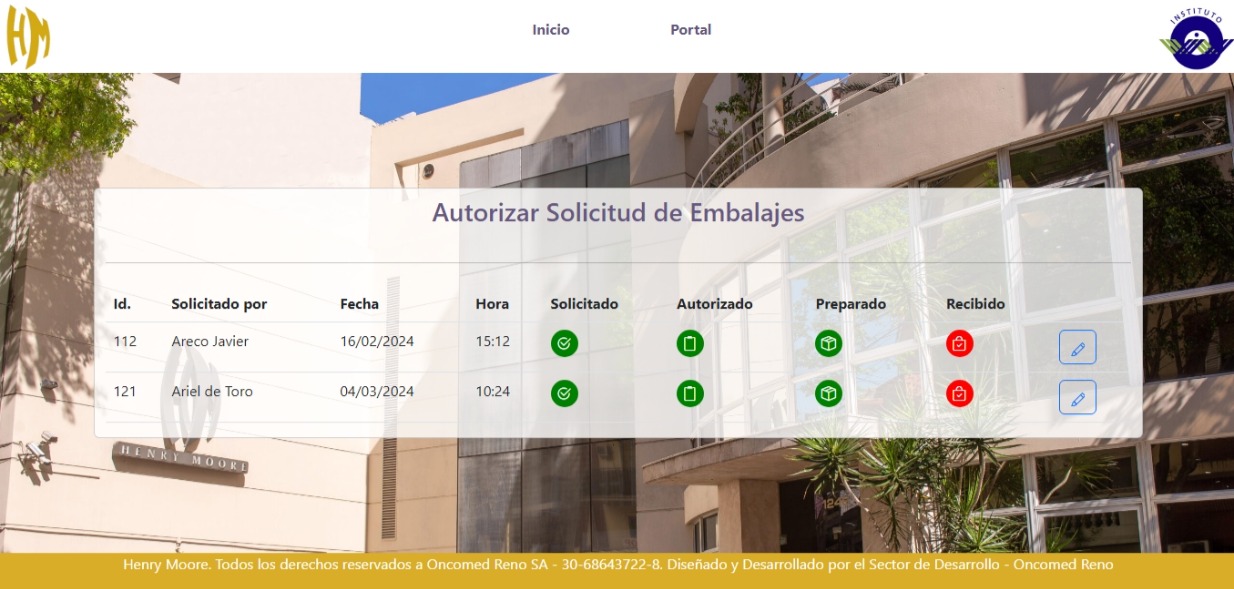 HM
Inicio Portal
INSTITUTO
Autorizar Solicitud de Embalajes
Id. Solicitado por Fecha Hora Solicitado Autorizado Preparado Recibido
112 Areco Javier 16/02/2024 15:12
121 Ariel de Toro 04/03/2024 10:24
HENRY MOORE
Henry Moore. Todos los derechos reservados a Oncomed Reno SA - 30-68643722-8. Diseñado y Desarrollado por el Sector de Desarrollo - Oncomed Reno